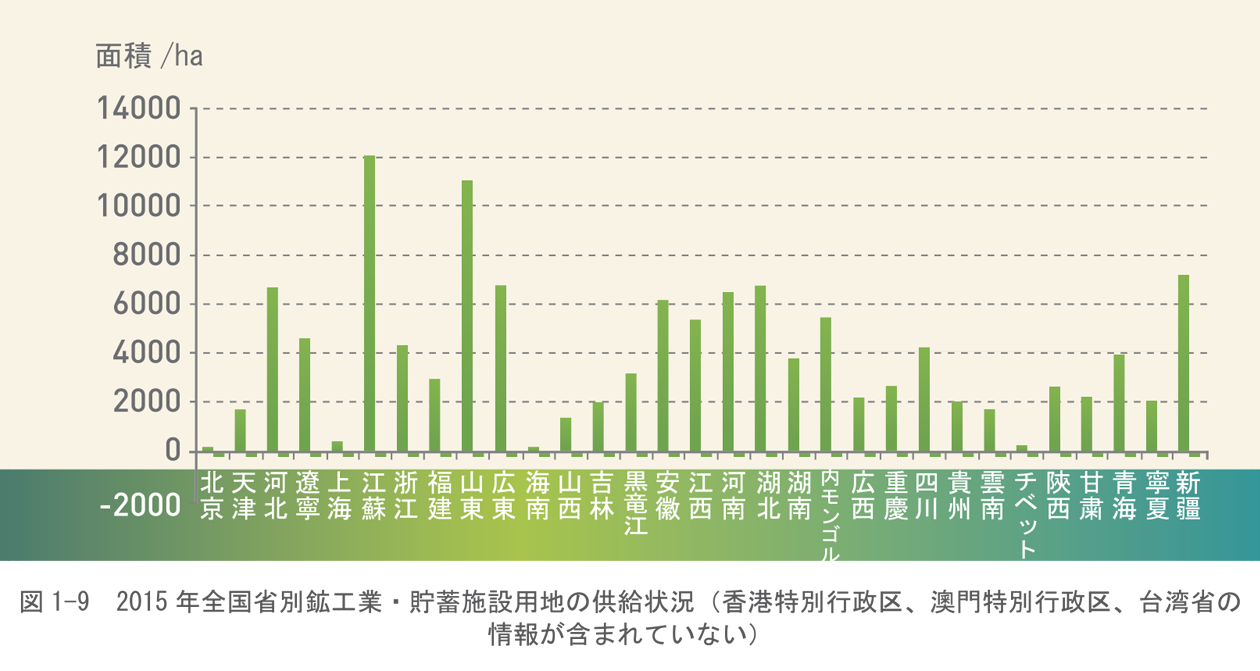 面積 /ha
14000
12000
10000
8000
6000
4000
2000
0
-2000
北京
天津
河北
遼寧
上海
江蘇
浙江
福建
山東
広東
海南
山西
吉林
黒竜江
安徽
江西
河南
湖北
湖南
内モンゴル
広西
重慶
四川
貴州
雲南
チベット
陝西
甘粛
青海
寧夏
新疆
図 1-9　2015 年全国省別鉱工業・貯蓄施設用地の供給状況（香港特別行政区、澳門特別行政区、台湾省の
情報が含まれていない）